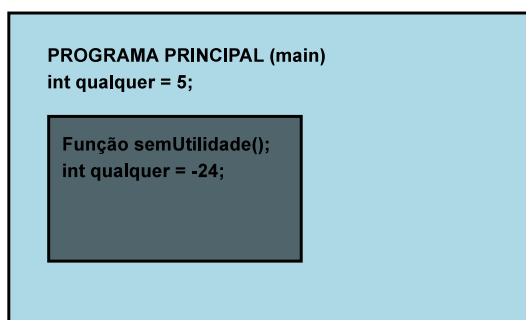 PROGRAMA PRINCIPAL (main)
int qualquer = 5;
Função semUtilidade();
int qualquer = -24;